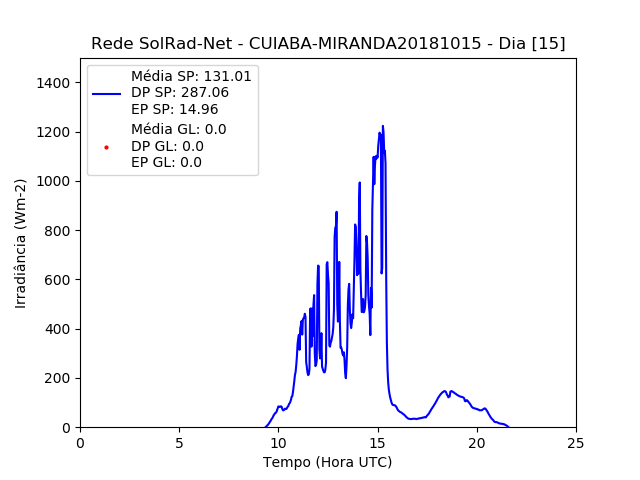 Rede SolRad-Net - CUIABA-MIRANDA20181015 - Dia [15]
Média SP: 131.01
DP SP: 287.06
EP SP: 14.96
Média GL: 0.0
DP GL: 0.0
EP GL: 0.0
1400
1200
1000
800
600
400
200
0
Irradiância (Wm-2)
0 5 10 15 20 25
Tempo (Hora UTC)